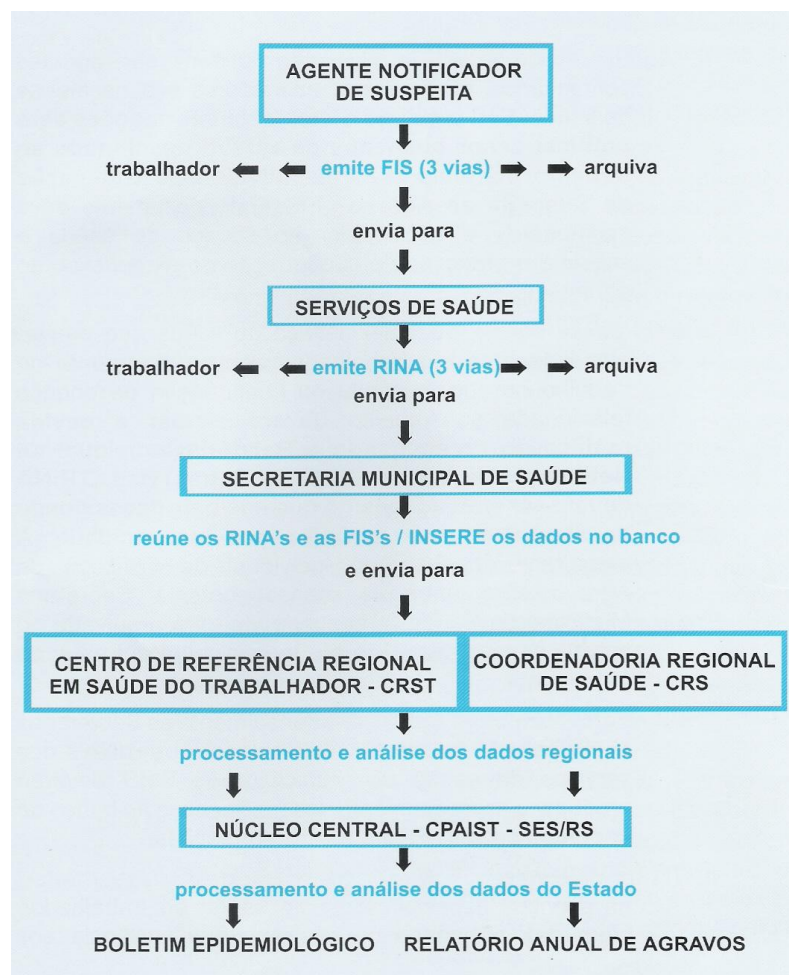 AGENTE NOTIFICADOR
DE SUSPEITA
trabalhador emite FIS (3 vias) arquiva
envia para
SERVIÇOS DE SAÚDE
trabalhador emite RINA (3 vias) arquiva
envia para
SECRETARIA MUNICIPAL DE SAÚDE
reúne os RINA's e as FIS's / INSERE os dados no banco
e envia para
CENTRO DE REFERÊNCIA REGIONAL
EM SAÚDE DO TRABALHADOR - CRST
COORDENADORIA REGIONAL
DE SAÚDE - CRS
processamento e análise dos dados regionais
NÚCLEO CENTRAL - CPAIST - SES/RS
processamento e análise dos dados do Estado
BOLETIM EPIDEMIOLÓGICO
RELATÓRIO ANUAL DE AGRAVOS